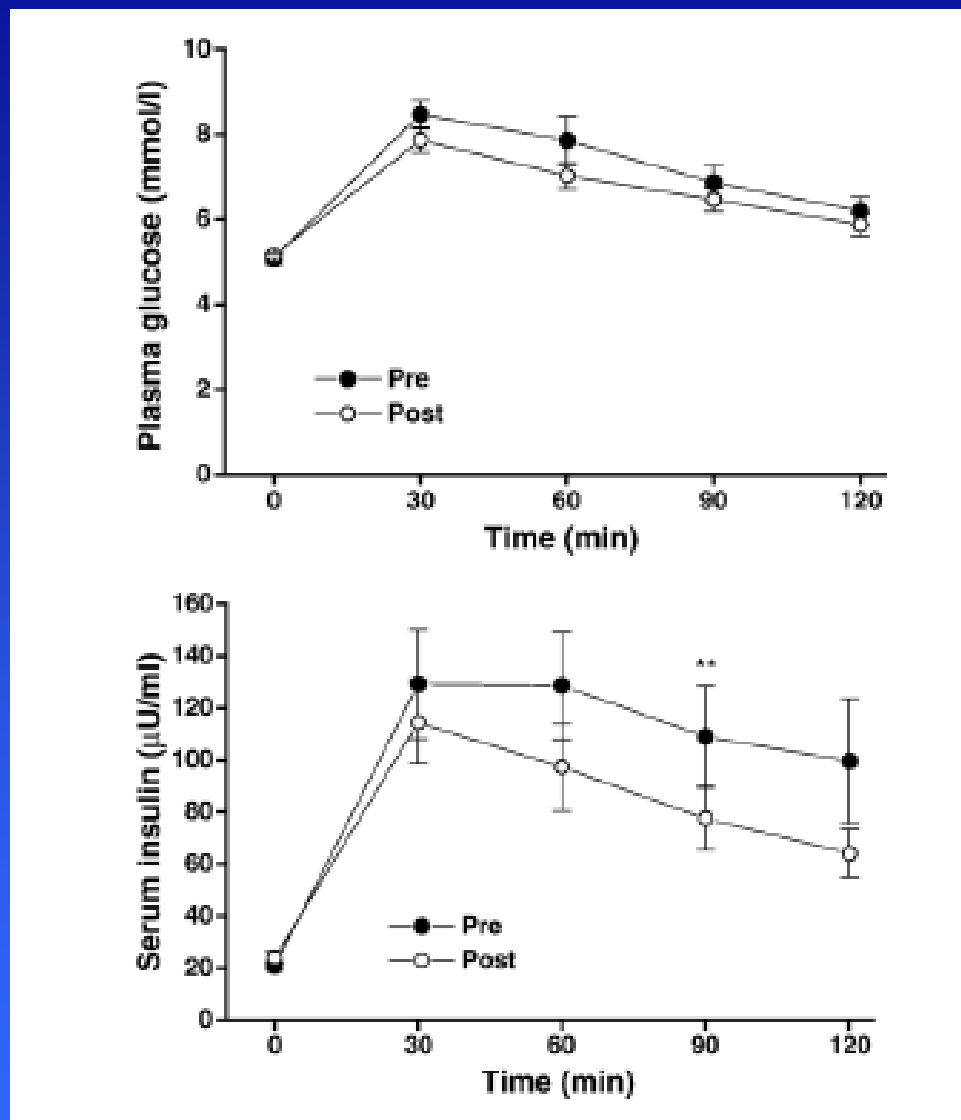 Plasma glucose (mmol/l)
10
8
6
4
2
0
Pre
Post
0 30 60 90 120
Time (min)
Serum insulin (μU/ml)
160
140
120
100
80
60
40
20
0
**
Pre
Post
0 30 60 90 120
Time (min)